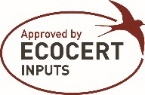 Approved by
ECOCERT
INPUTS